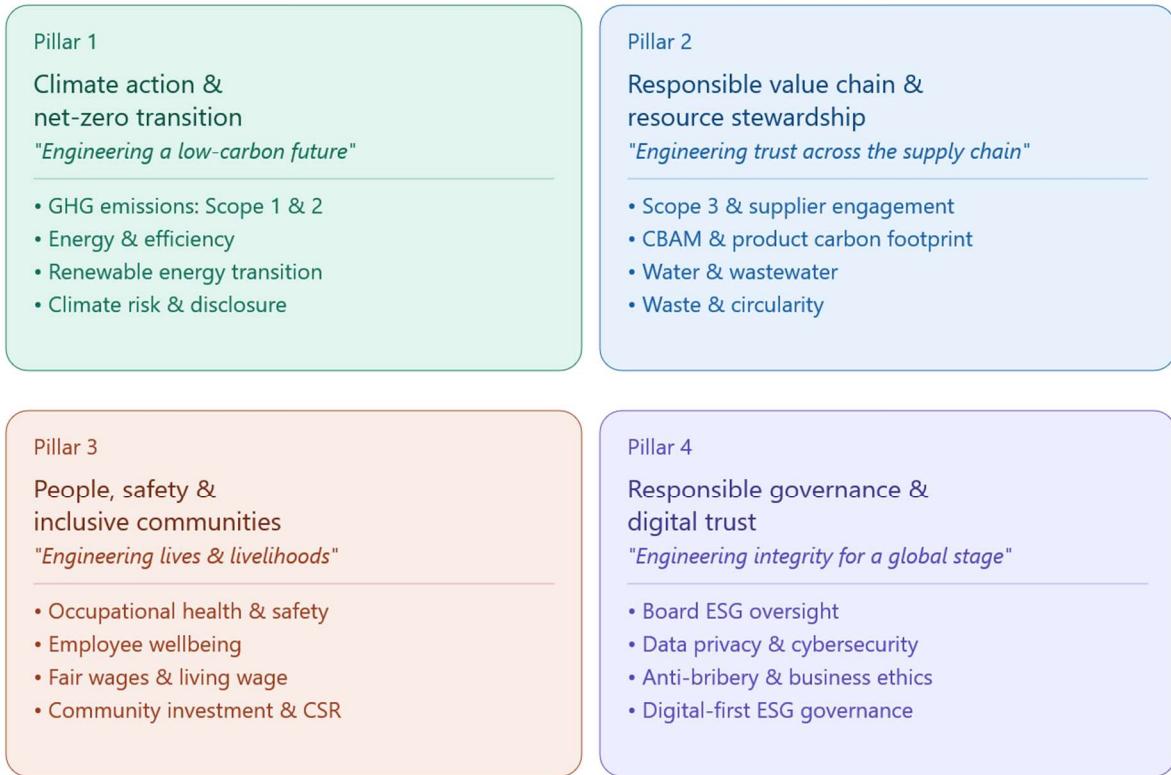 Pillar 1
Climate action &
net-zero transition
"Engineering a low-carbon future"
• GHG emissions: Scope 1 & 2
• Energy & efficiency
• Renewable energy transition
• Climate risk & disclosure
Pillar 2
Responsible value chain &
resource stewardship
"Engineering trust across the supply chain"
• Scope 3 & supplier engagement
• CBAM & product carbon footprint
• Water & wastewater
• Waste & circularity
Pillar 3
People, safety &
inclusive communities
"Engineering lives & livelihoods"
• Occupational health & safety
• Employee wellbeing
• Fair wages & living wage
• Community investment & CSR
Pillar 4
Responsible governance &
digital trust
"Engineering integrity for a global stage"
• Board ESG oversight
• Data privacy & cybersecurity
• Anti-bribery & business ethics
• Digital-first ESG governance